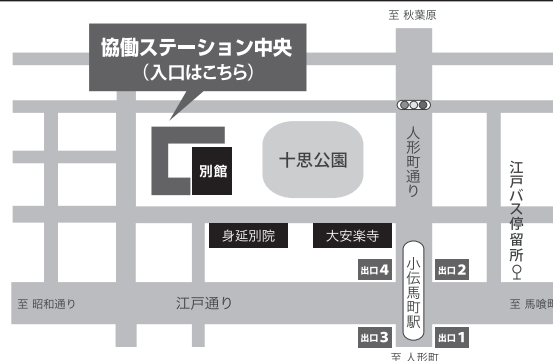 至 秋葉原
協働ステーション中央
（入口はこちら）
人形町通り
別館
十思公園
江戸バス停留所
身延別院
大安楽寺
小伝馬町駅
出口4
出口2
至 昭和通り
江戸通り
至 馬喰町
出口3
出口1
至 人形町